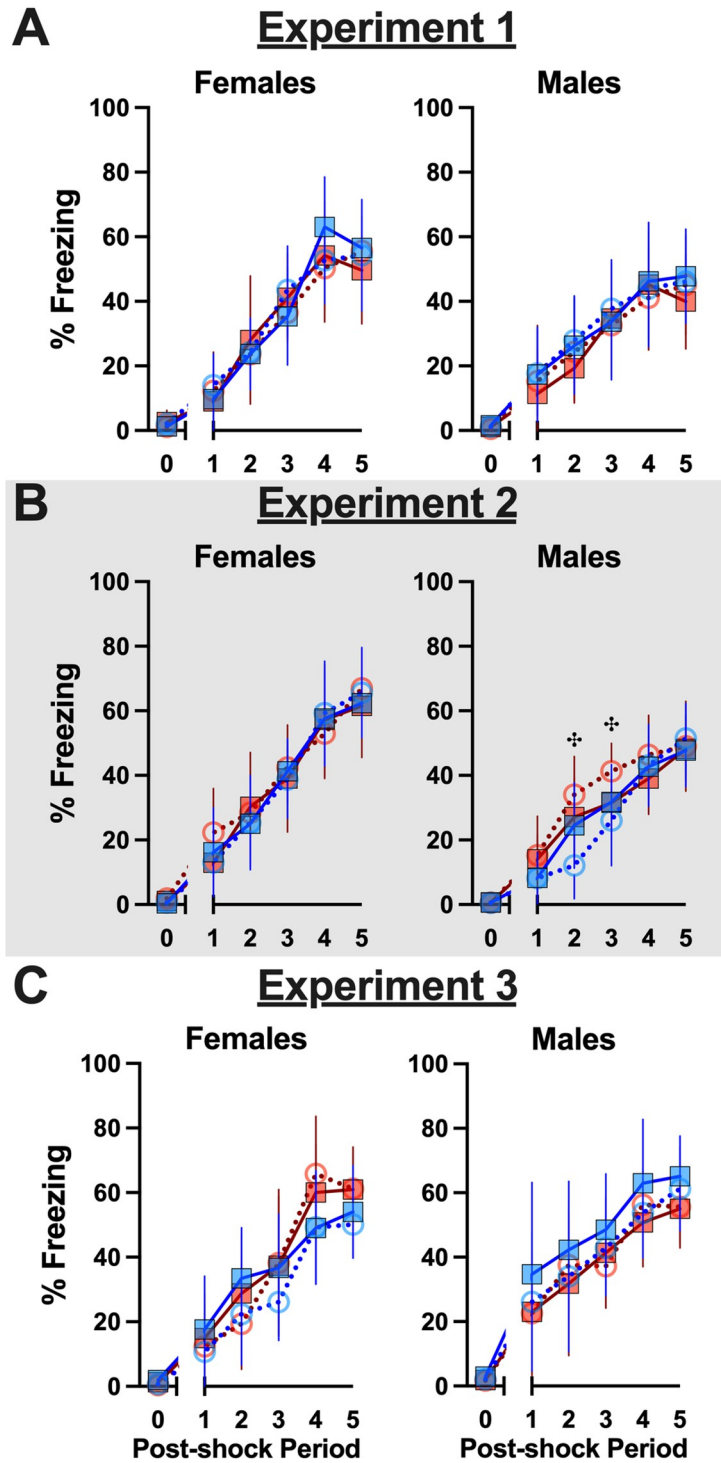 A Experiment 1
Females Males
100 100
80 80
60 60
40 40
20 20
0 0
% Freezing
0 1 2 3 4 5 0 1 2 3 4 5
B Experiment 2
Females Males
100 100
80 80
60 60
40 40
20 20
0 0
% Freezing
✣ ✣
0 1 2 3 4 5 0 1 2 3 4 5
C Experiment 3
Females Males
100 100
80 80
60 60
40 40
20 20
0 0
% Freezing
0 1 2 3 4 5 0 1 2 3 4 5
Post-shock Period Post-shock Period